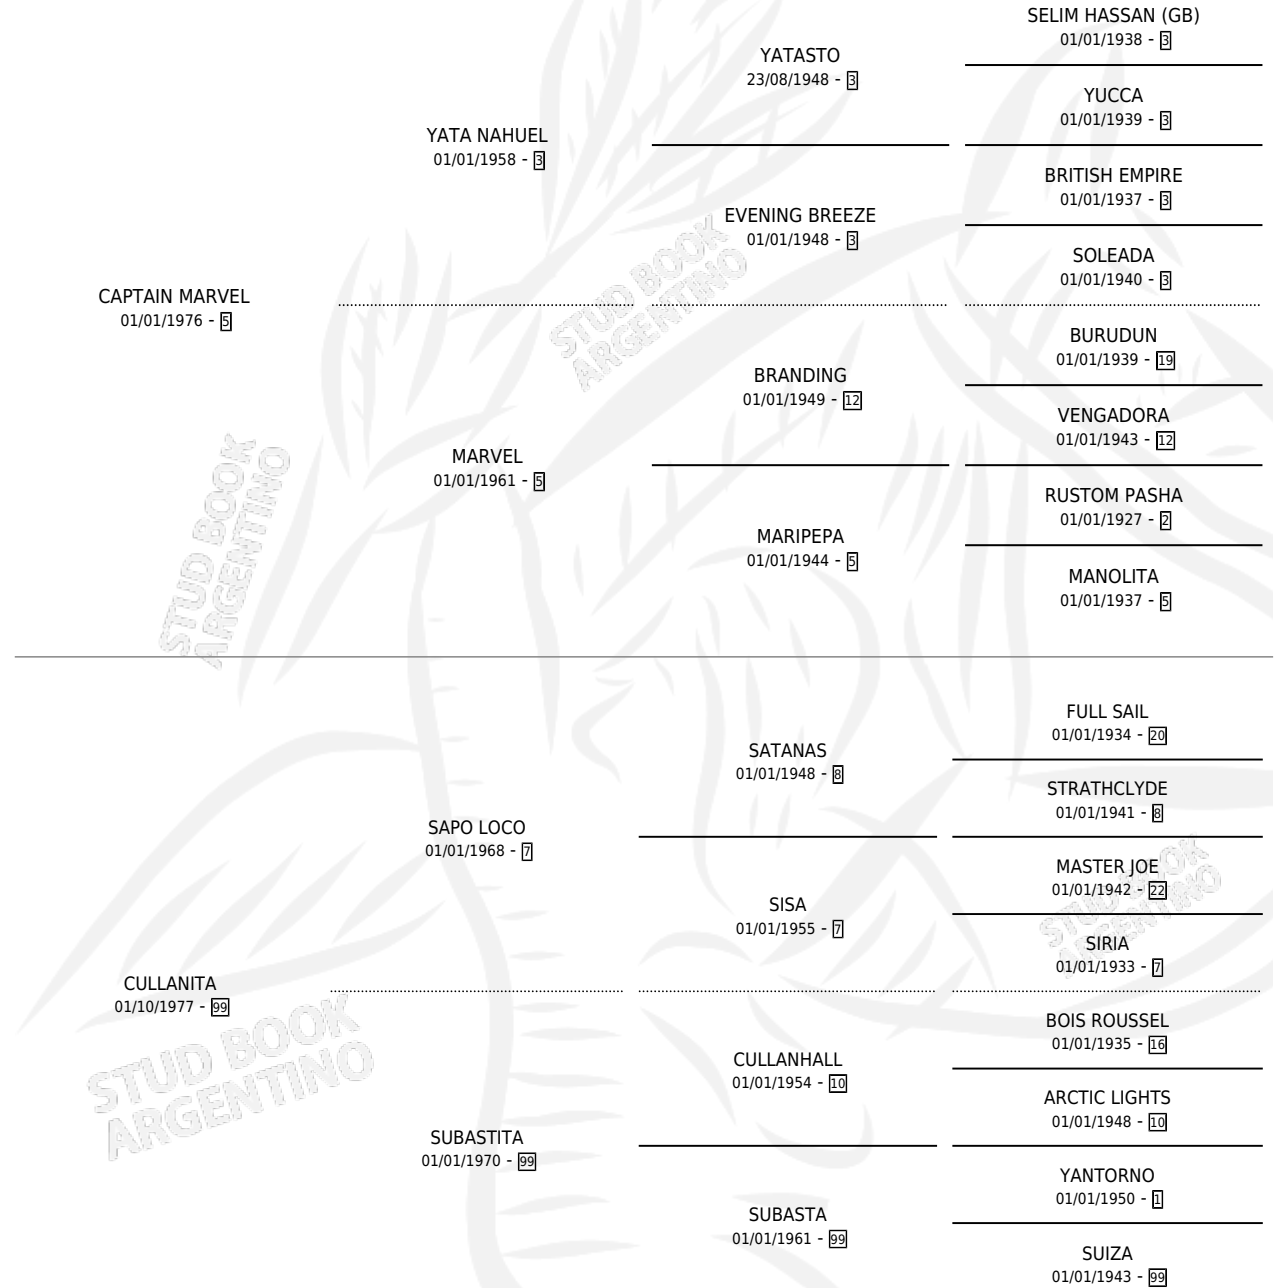 SELIM HASSAN (GB)
01/01/1938 - 3
YATASTO
23/08/1948 - 3
YUCCA
01/01/1939 - 3
YATA NAHUEL
01/01/1958 - 3
BRITISH EMPIRE
01/01/1937 - 3
EVENING BREEZE
01/01/1948 - 3
SOLEADA
01/01/1940 - 3
CAPTAIN MARVEL
01/01/1976 - 5
BURUDUN
01/01/1939 - 19
BRANDING
01/01/1949 - 12
VENGADORA
01/01/1943 - 12
MARVEL
01/01/1961 - 5
RUSTOM PASHA
01/01/1927 - 2
MARIPEPA
01/01/1944 - 5
MANOLITA
01/01/1937 - 5
FULL SAIL
01/01/1934 - 20
SATANAS
01/01/1948 - 8
STRATHCLYDE
01/01/1941 - 8
SAPO LOCO
01/01/1968 - 7
MASTER JOE
01/01/1942 - 22
SISA
01/01/1955 - 7
SIRIA
01/01/1933 - 7
CULLANITA
01/10/1977 - 99
BOIS ROUSSEL
01/01/1935 - 16
CULLANHALL
01/01/1954 - 10
ARCTIC LIGHTS
01/01/1948 - 10
SUBASTITA
01/01/1970 - 99
YANTORNO
01/01/1950 - 1
SUBASTA
01/01/1961 - 99
SUIZA
01/01/1943 - 99
STUD BOOK
ARGENTINO
STUD BOOK
ARGENTINO
STUD BOOK
ARGENTINO
STUD BOOK
ARGENTINO